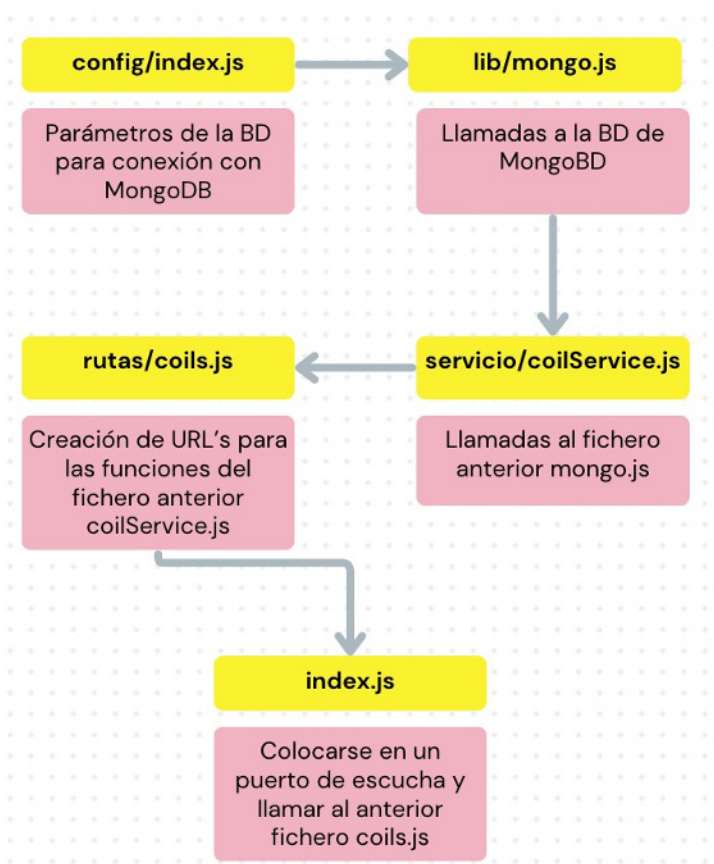 config/index.js
Parámetros de la BD
para conexión con
MongoDB
lib/mongo.js
Llamadas a la BD de
MongoBD
servicio/coilService.js
Llamadas al fichero
anterior mongo.js
rutas/coils.js
Creación de URL's para
las funciones del
fichero anterior
coilService.js
index.js
Colocarse en un
puerto de escucha y
llamar al anterior
fichero coils.js